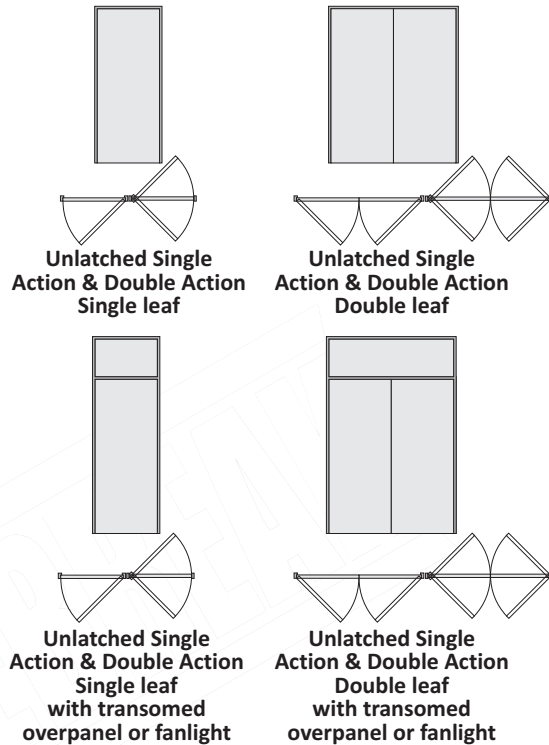 Unlatched Single
Action & Double Action
Single leaf
Unlatched Single
Action & Double Action
Double leaf
Unlatched Single
Action & Double Action
Single leaf
with transomed
overpanel or fanlight
Unlatched Single
Action & Double Action
Double leaf
with transomed
overpanel or fanlight